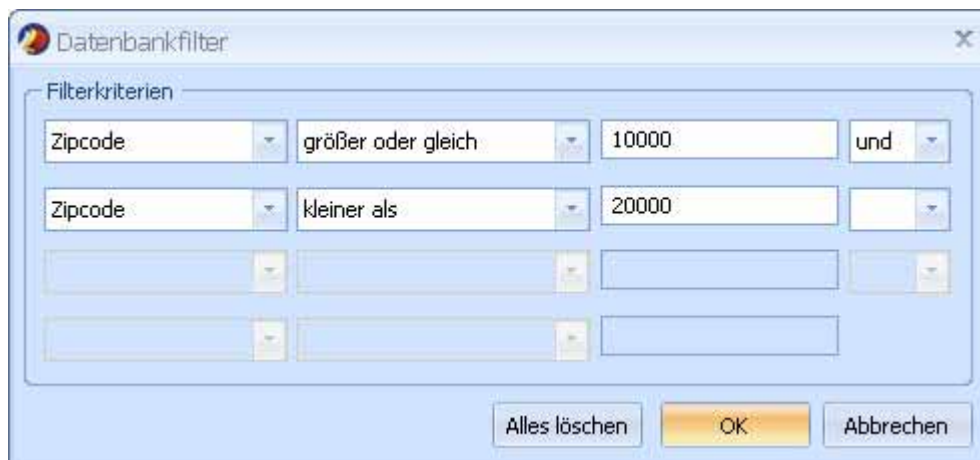 Datenbankfilter
Filterkriterien
Zipcode größer oder gleich 10000 und
Zipcode kleiner als 20000
Alles löschen OK Abbrechen